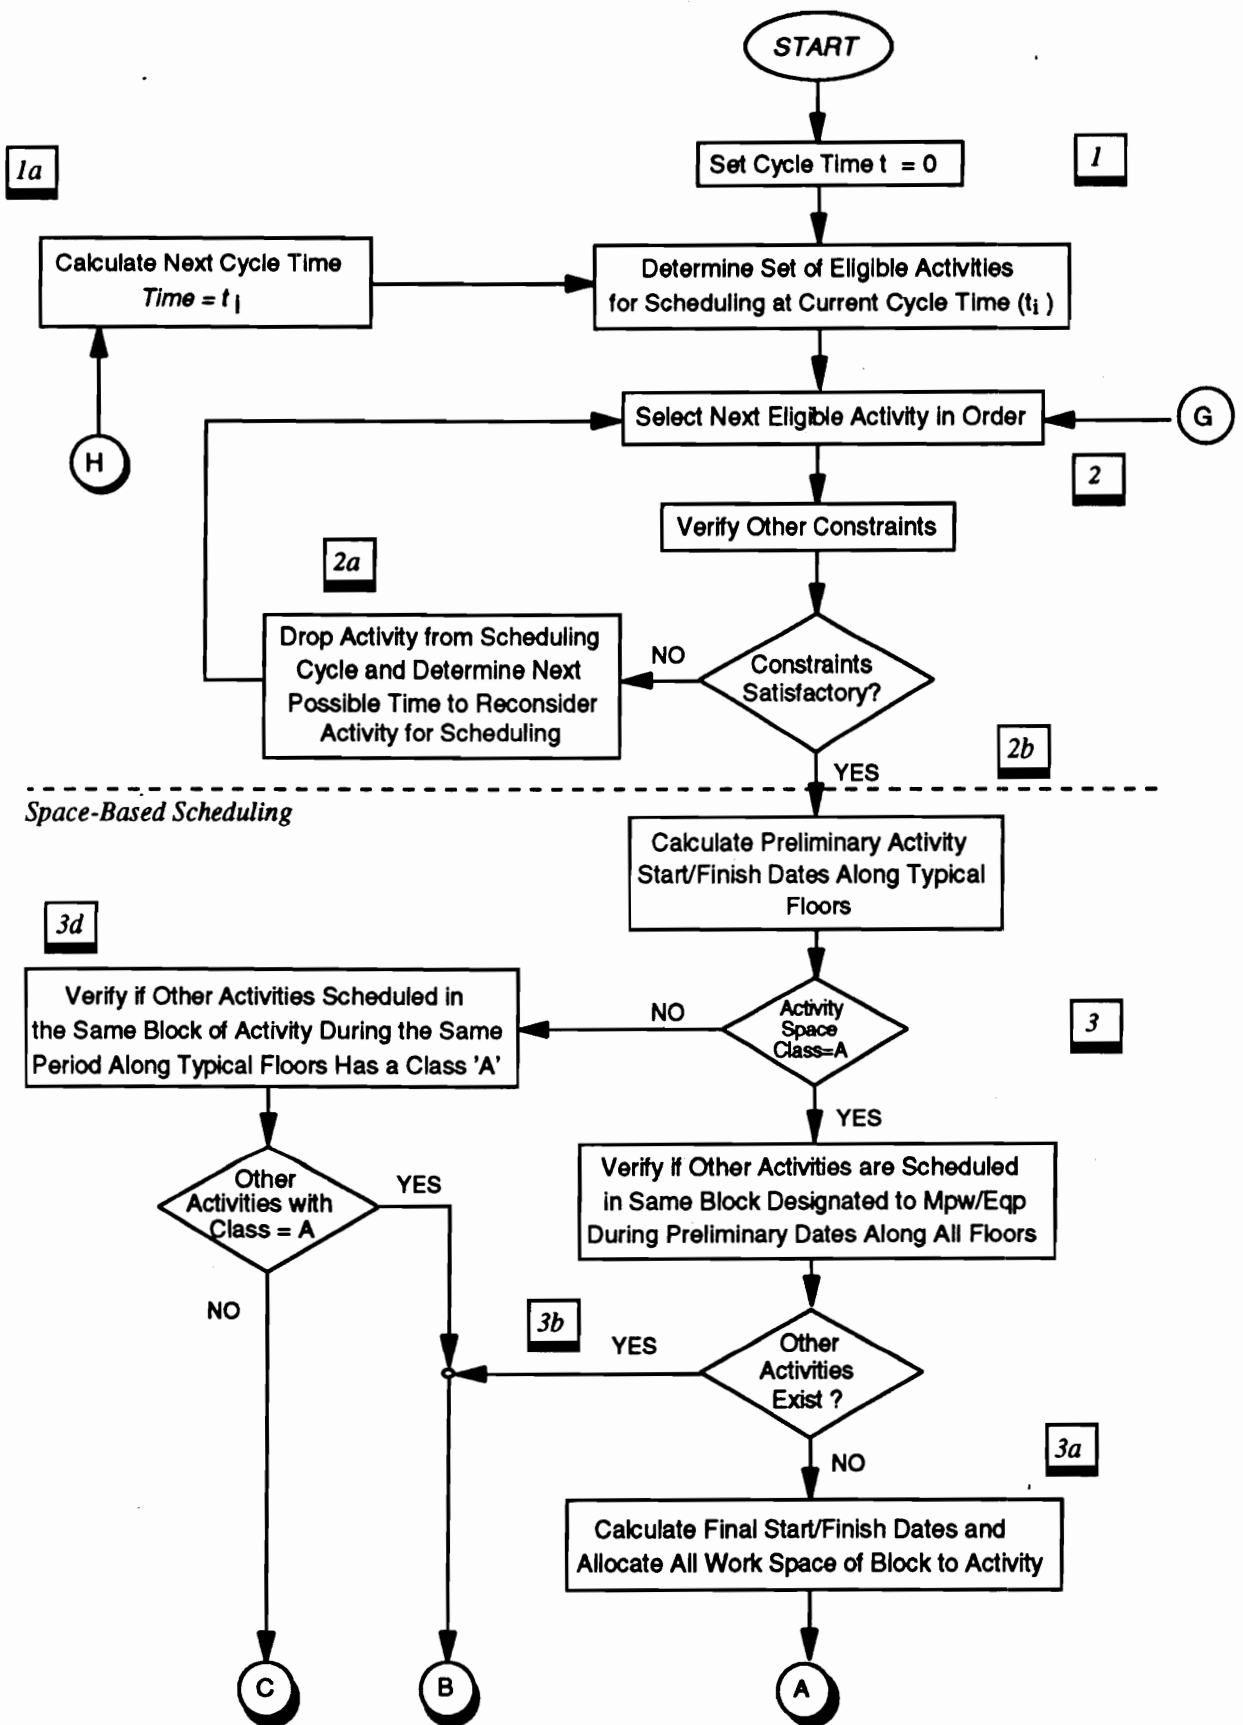 START
1a
Set Cycle Time t = 0
1
Calculate Next Cycle Time
Time = t i
Determine Set of Eligible Activities
for Scheduling at Current Cycle Time (ti )
Select Next Eligible Activity in Order
G
H
2
Verify Other Constraints
2a
Drop Activity from Scheduling
Cycle and Determine Next
Possible Time to Reconsider
Activity for Scheduling
NO
Constraints
Satisfactory?
2b
YES
Space-Based Scheduling
Calculate Preliminary Activity
Start/Finish Dates Along Typical
Floors
3d
Verify if Other Activities Scheduled in
the Same Block of Activity During the Same
Period Along Typical Floors Has a Class 'A'
NO
Activity
Space
Class=A
3
YES
Other
Activities with
Class = A
YES
Verify if Other Activities are Scheduled
in Same Block Designated to Mpw/Eqp
During Preliminary Dates Along All Floors
NO
3b
YES
Other
Activities
Exist ?
3a
NO
Calculate Final Start/Finish Dates and
Allocate All Work Space of Block to Activity
C
B
A